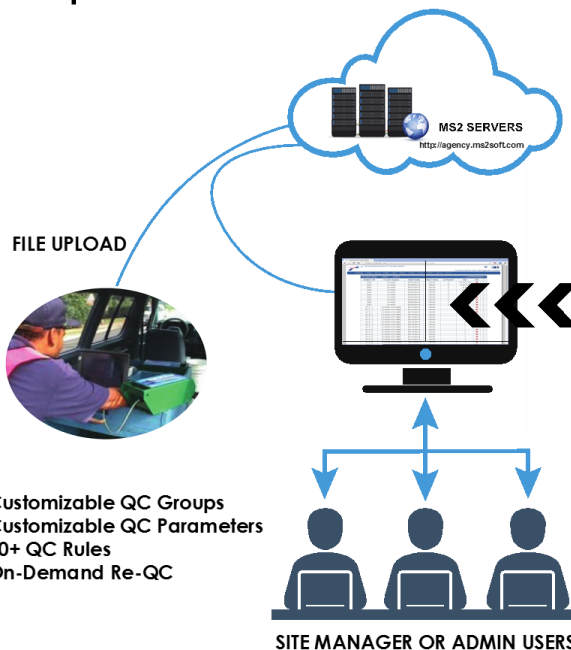 MS2 SERVERS
http://agency.ms2soft.com
FILE UPLOAD
ustomizable QC Groups
ustomizable QC Parameters
0+ QC Rules
n-Demand Re-QC
SITE MANAGER OR ADMIN USERS